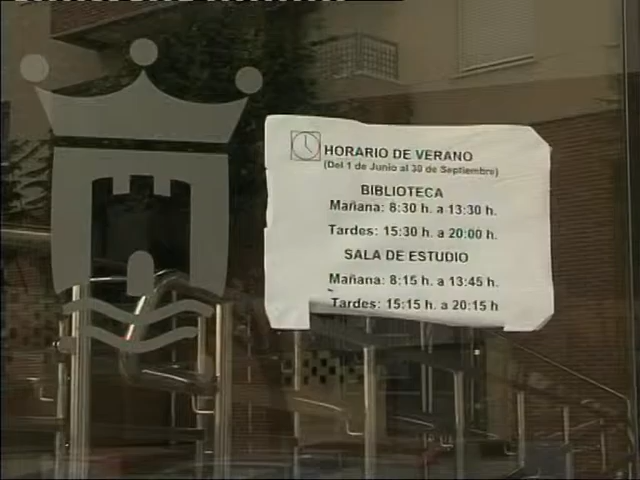 HORARIO DE VERANO
(Del 1 de Junio al 30 de Septiembre)
BIBLIOTECA
Mañana: 8:30 h. a 13:30 h.
Tardes: 15:30 h. a 20:00 h.
SALA DE ESTUDIO
Mañana: 8:15 h. a 13:45 h.
Tardes: 15:15 h. a 20:15 h